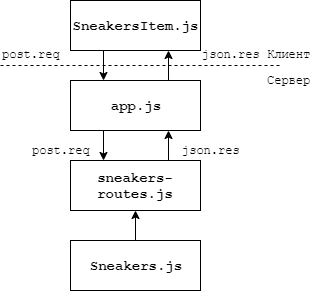 SneakersItem.js
post.req json.res Клиент
Сервер
app.js
post.req json.res
sneakers-
routes.js
Sneakers.js